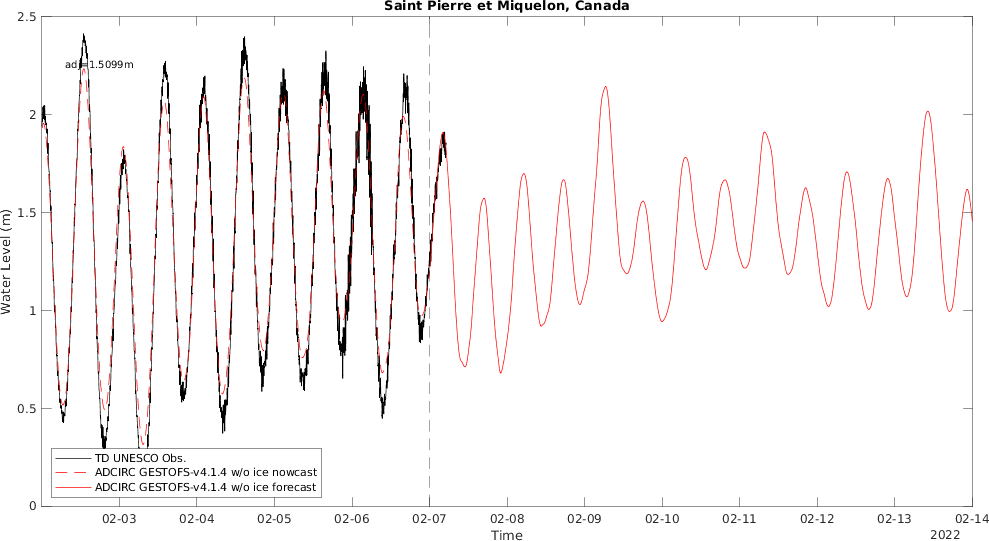 Saint Pierre et Miquelon, Canada
2.5
adj=1.5099m
2
1.5
Water Level (m)
1
0.5
TD UNESCO Obs.
ADCIRC GESTOFS-v4.1.4 w/o ice nowcast
ADCIRC GESTOFS-v4.1.4 w/o ice forecast
0
02-03 02-04 02-05 02-06 02-07 02-08 02-09 02-10 02-11 02-12 02-13 02-14
Time
2022